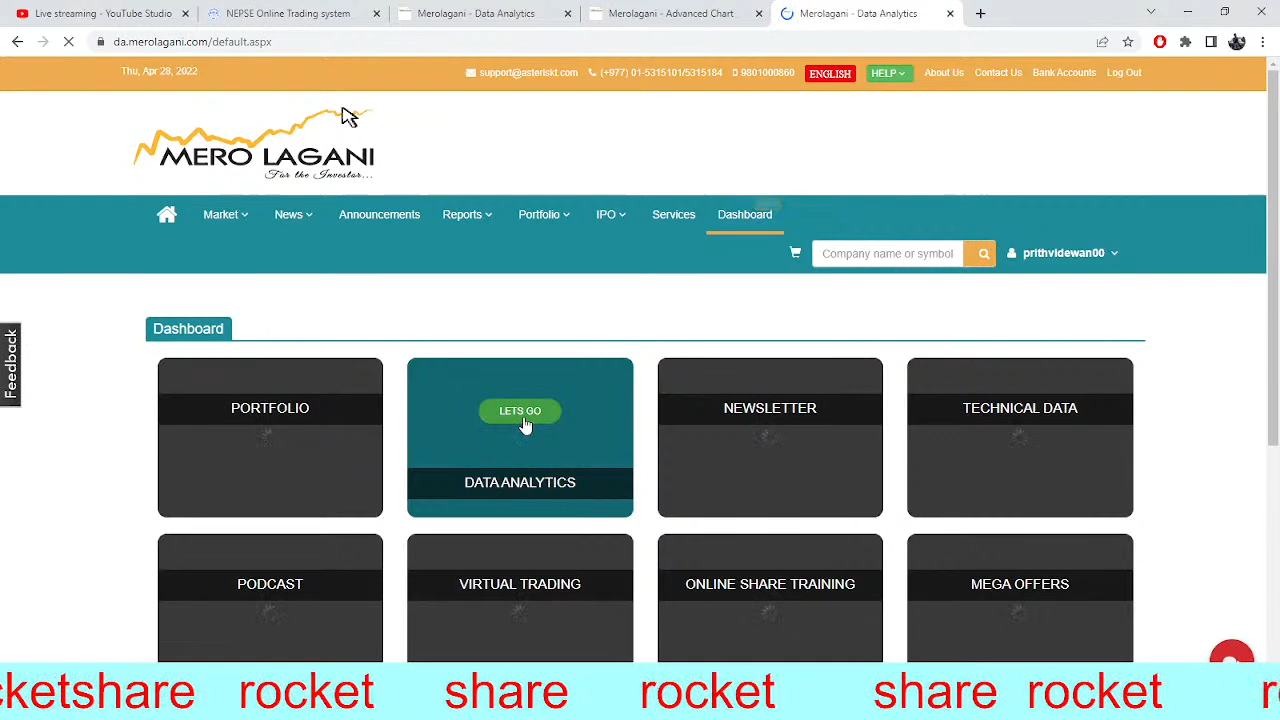 Live streaming - YouTube Studio
NEPSE Online Trading system
Merolagani - Data Analytics
Merolagani - Advanced Chart
Merolagani - Data Analytics
da.merolagani.com/default.aspx
Thu, Apr 28, 2022
support@asteriskt.com
(+977) 01-5315101/5315184
9801000860
ENGLISH
HELP
About Us
Contact Us
Bank Accounts
Log Out
MERO LAGANI
For the Investor...
Market
News
Announcements
Reports
Portfolio
IPO
Services
Dashboard
Company name or symbol
prithvidewan00
Feedback
Dashboard
PORTFOLIO
LETS GO
DATA ANALYTICS
NEWSLETTER
TECHNICAL DATA
PODCAST
VIRTUAL TRADING
ONLINE SHARE TRAINING
MEGA OFFERS
cketshare rocket share rocket share rocket